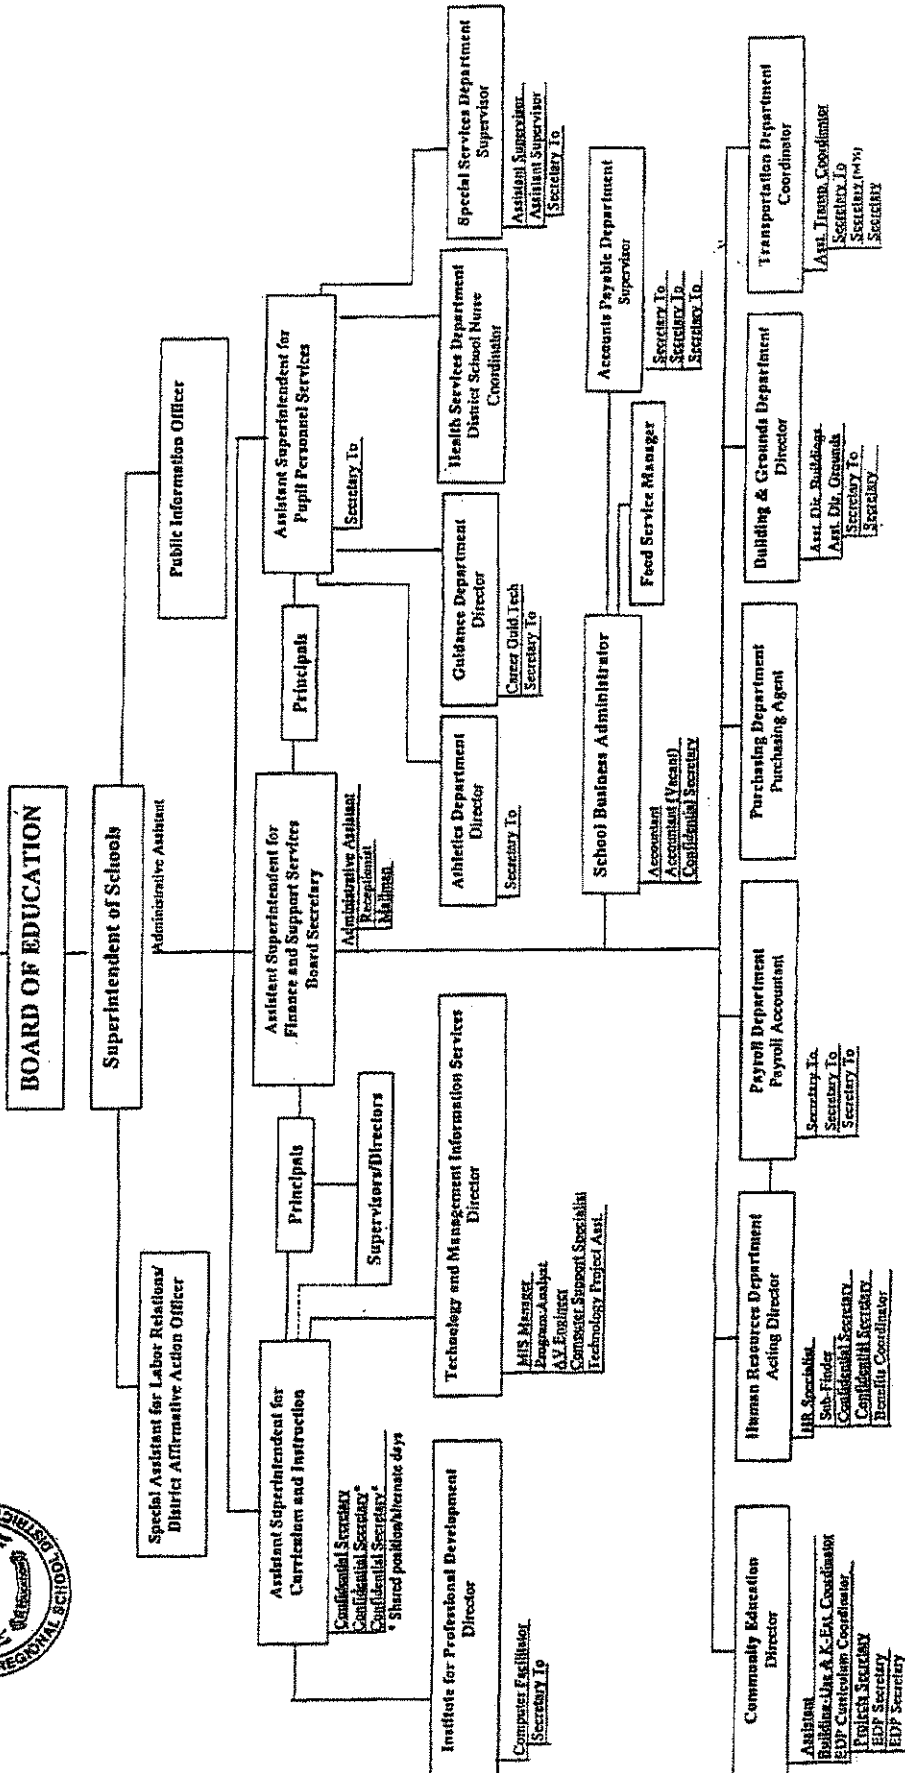 REGIONAL SCHOOL DISTRICT
BOARD OF EDUCATION
Superintendent of Schools
Administrative Assistant
Special Assistant for Labor Relations/
District Affirmative Action Officer
Public Information Officer
Assistant Superintendent for
Curriculum and Instruction
Confidential Secretary
Confidential Secretary*
Confidential Secretary*
* Shared position/alternate days
Principals
Supervisors/Directors
Assistant Superintendent for
Finance and Support Services
Board Secretary
Administrative Assistant
Receptionist
Mailman
Principals
Assistant Superintendent for
Pupil Personnel Services
Secretary To
Institute for Professional Development
Director
Computer Facilitator
Secretary To
Technology and Management Information Services
Director
MIS Manager
Program Analyst
AV Engineer
Computer Support Specialist
Technology Project Asst.
Athletics Department
Director
Secretary To
Guidance Department
Director
Career Guid.Tech
Secretary To
Health Services Department
District School Nurse
Coordinator
Special Services Department
Supervisor
Assistant Supervisor
Assistant Supervisor
Secretary To
School Business Administrator
Accountant
Accountant (Vacant)
Confidential Secretary
Food Service Manager
Accounts Payable Department
Supervisor
Secretary To
Secretary To
Secretary To
Community Education
Director
Assistant
Building Use & K-Ext. Coordinator
EDP Curriculum Coordinator
Projects Secretary
EDP Secretary
EDP Secretary
Human Resources Department
Acting Director
HR Specialist
Sub-Finder
Confidential Secretary
Confidential Secretary
Benefits Coordinator
Payroll Department
Payroll Accountant
Secretary To
Secretary To
Secretary To
Purchasing Department
Purchasing Agent
Building & Grounds Department
Director
Asst. Dir. Buildings
Asst. Dir. Grounds
Secretary To
Secretary
Transportation Department
Coordinator
Asst. Transp. Coordinator
Secretary To
Secretary
Secretary